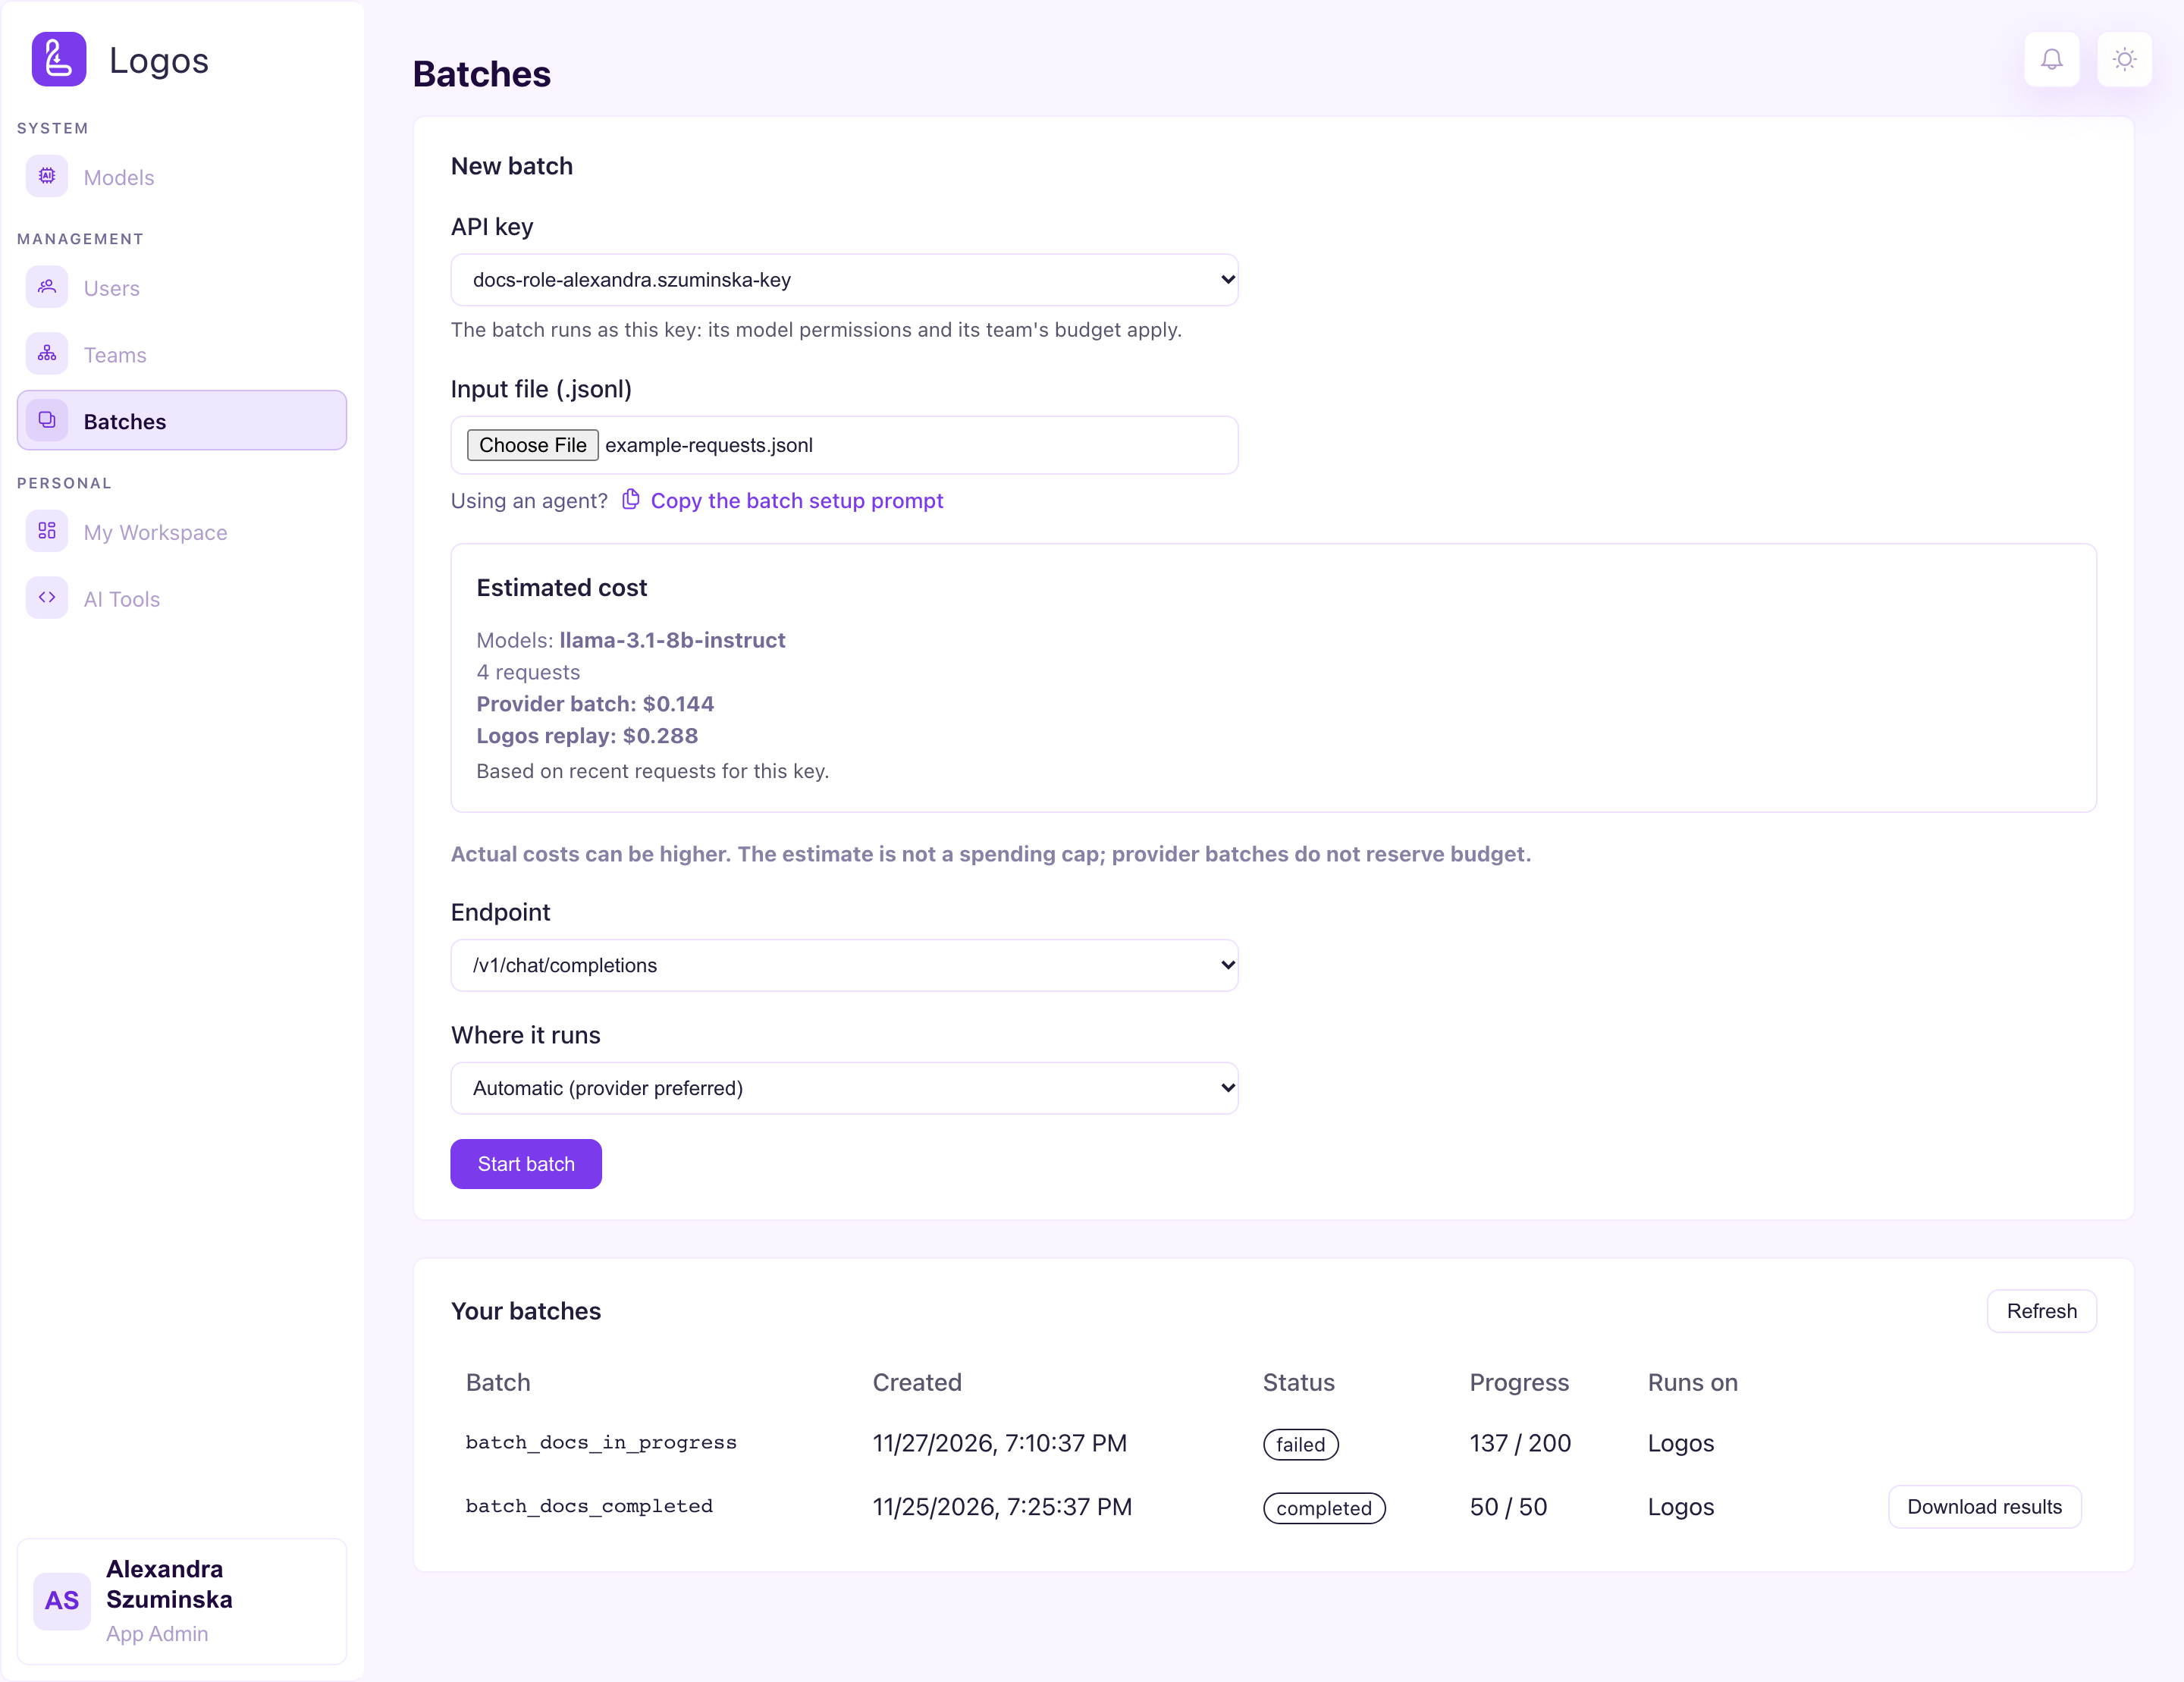 Logos
SYSTEM
Models
MANAGEMENT
Users
Teams
Batches
PERSONAL
My Workspace
AI Tools
AS
Alexandra
Szuminska
App Admin
Batches
New batch
API key
docs-role-alexandra.szuminska-key
The batch runs as this key: its model permissions and its team's budget apply.
Input file (.jsonl)
Choose File example-requests.jsonl
Using an agent? Copy the batch setup prompt
Estimated cost
Models: llama-3.1-8b-instruct
4 requests
Provider batch: $0.144
Logos replay: $0.288
Based on recent requests for this key.
Actual costs can be higher. The estimate is not a spending cap; provider batches do not reserve budget.
Endpoint
/v1/chat/completions
Where it runs
Automatic (provider preferred)
Start batch
Your batches
Refresh
Batch Created Status Progress Runs on
batch_docs_in_progress 11/27/2026, 7:10:37 PM failed 137 / 200 Logos
batch_docs_completed 11/25/2026, 7:25:37 PM completed 50 / 50 Logos Download results